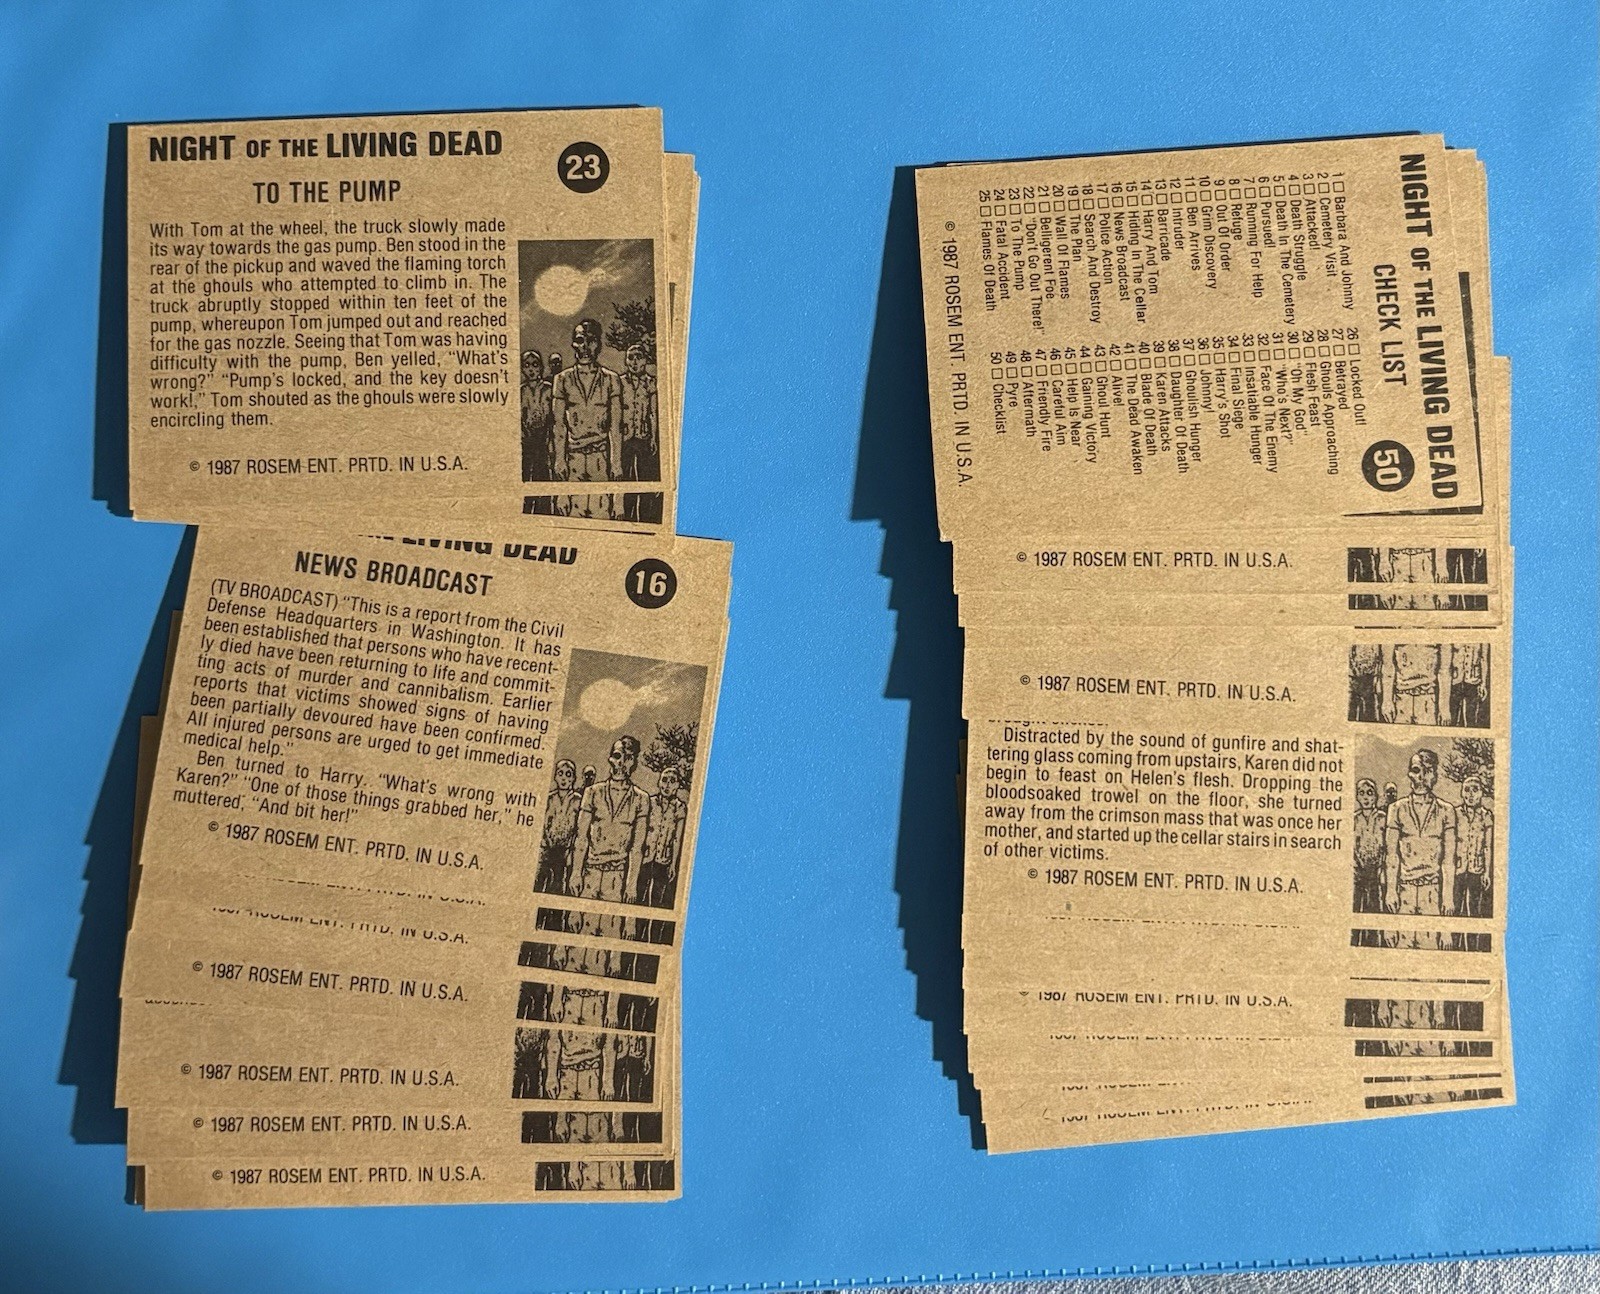 NIGHT OF THE LIVING DEAD
23
TO THE PUMP
With Tom at the wheel, the truck slowly made
its way towards the gas pump. Ben stood in the
rear of the pickup and waved the flaming torch
at the ghouls who attempted to climb in. The
truck abruptly stopped within ten feet of the
pump, whereupon Tom jumped out and reached
for the gas nozzle. Seeing that Tom was having
difficulty with the pump, Ben yelled, “What's
wrong?” “Pump's locked, and the key doesn't
work!,” Tom shouted as the ghouls were slowly
encircling them.
© 1987 ROSEM ENT. PRTD. IN U.S.A.
LIVING DEAD
NEWS BROADCAST
16
(TV BROADCAST) “This is a report from the Civil
Defense Headquarters in Washington. It has
been established that persons who have recent-
ly died have been returning to life and commit-
ting acts of murder and cannibalism. Earlier
reports that victims showed signs of having
been partially devoured have been confirmed.
All injured persons are urged to get immediate
medical help.”
Ben turned to Harry. “What's wrong with
Karen?” “One of those things grabbed her,” he
muttered, “And bit her!”
© 1987 ROSEM ENT. PRTD. IN U.S.A.
IN U.S.A.
1987 ROSEM ENT. PRTD. IN U.S.A.
© 1987 ROSEM ENT. PRTD. IN U.S.A.
© 1987 ROSEM ENT. PRTD. IN U.S.A.
© 1987 ROSEM ENT. PRTD. IN U.S.A.
© 1987 ROSEM ENT. PRTD. IN U.S.A.
NIGHT OF THE LIVING DEAD
CHECK LIST
50
1 □ Barbara And Johnny
2 □ Cemetery Visit
3 □ Attacked!
4 □ Death Struggle
5 □ Death In The Cemetery
6 □ Pursued!
7 □ Running For Help
8 □ Refuge
9 □ Out Of Order
10 □ Grim Discovery
11 □ Ben Arrives
12 □ Intruder
13 □ Barricade
14 □ Harry And Tom
15 □ Hiding In The Cellar
16 □ News Broadcast
17 □ Police Action
18 □ Search And Destroy
19 □ The Plan
20 □ Wall Of Flames
21 □ Belligerent Foe
22 □ “Don't Go Out There!”
23 □ To The Pump
24 □ Fatal Accident
25 □ Flames Of Death
26 □ Locked Out!
27 □ Betrayed
28 □ Ghouls Approaching
29 □ Flesh Feast
30 □ “Oh My God”
31 □ “Who's Next?”
32 □ Face Of The Enemy
33 □ Insatiable Hunger
34 □ Final Siege
35 □ Harry's Shot
36 □ Johnny!
37 □ Ghoulish Hunger
38 □ Daughter Of Death
39 □ Karen Attacks
40 □ Blade Of Death
41 □ The Dead Awaken
42 □ Alive!
43 □ Ghoul Hunt
44 □ Gaining Victory
45 □ Help Is Near
46 □ Careful Aim
47 □ Friendly Fire
48 □ Aftermath
49 □ Pyre
50 □ Checklist
© 1987 ROSEM ENT. PRTD. IN U.S.A.
© 1987 ROSEM ENT. PRTD. IN U.S.A.
© 1987 ROSEM ENT. PRTD. IN U.S.A.
Distracted by the sound of gunfire and shat-
tering glass coming from upstairs, Karen did not
begin to feast on Helen's flesh. Dropping the
bloodsoaked trowel on the floor, she turned
away from the crimson mass that was once her
mother, and started up the cellar stairs in search
of other victims.
© 1987 ROSEM ENT. PRTD. IN U.S.A.
© 1987 ROSEM ENT. PRTD. IN U.S.A.